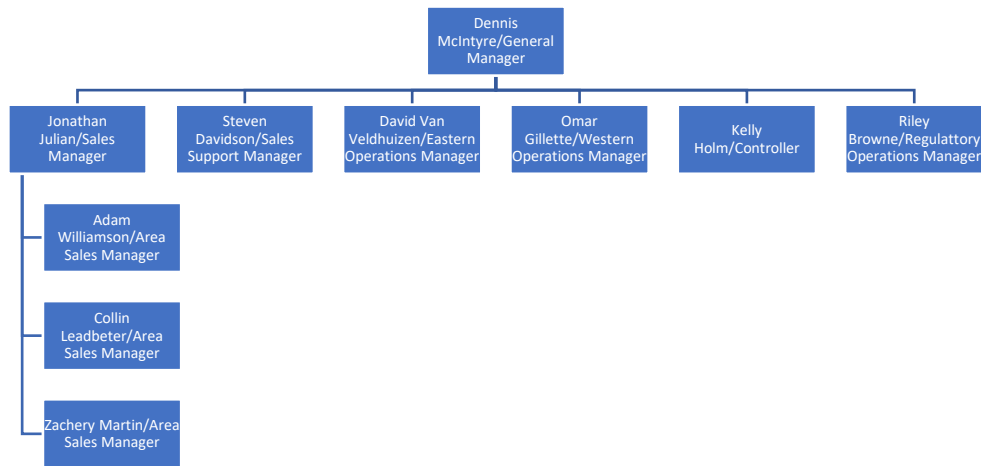 Dennis
McIntyre/General
Manager
Jonathan
Julian/Sales
Manager
Steven
Davidson/Sales
Support Manager
David Van
Veldhuizen/Eastern
Operations Manager
Omar
Gillette/Western
Operations Manager
Kelly
Holm/Controller
Riley
Browne/Regulattory
Operations Manager
Adam
Williamson/Area
Sales Manager
Collin
Leadbeter/Area
Sales Manager
Zachery Martin/Area
Sales Manager